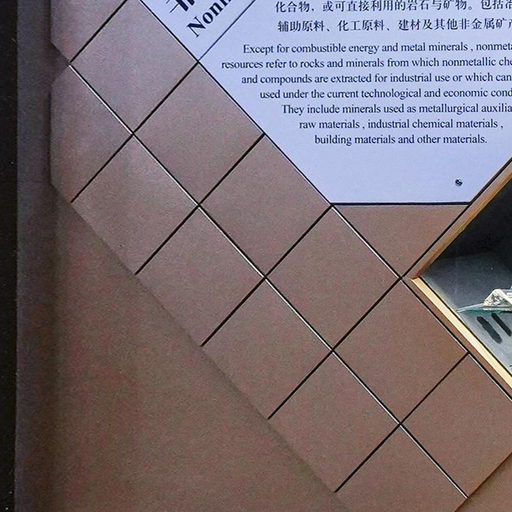 Nonm
化合物，或可直接利用的岩石与矿物。包括冶
辅助原料、化工原料、建材及其他非金属矿产
Except for combustible energy and metal minerals , nonmeta
resources refer to rocks and minerals from which nonmetallic che
and compounds are extracted for industrial use or which can
used under the current technological and economic cond
They include minerals used as metallurgical auxilia
raw materials , industrial chemical materials ,
building materials and other materials.